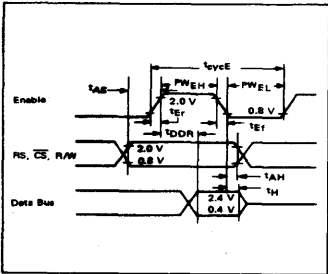 tcycE
tAS
PWEH
PWEL
Enable
2.0 V
0.8 V
tEr
tEf
tDDR
RS, CS, R/W
2.0 V
0.8 V
tAH
tH
Data Bus
2.4 V
0.4 V